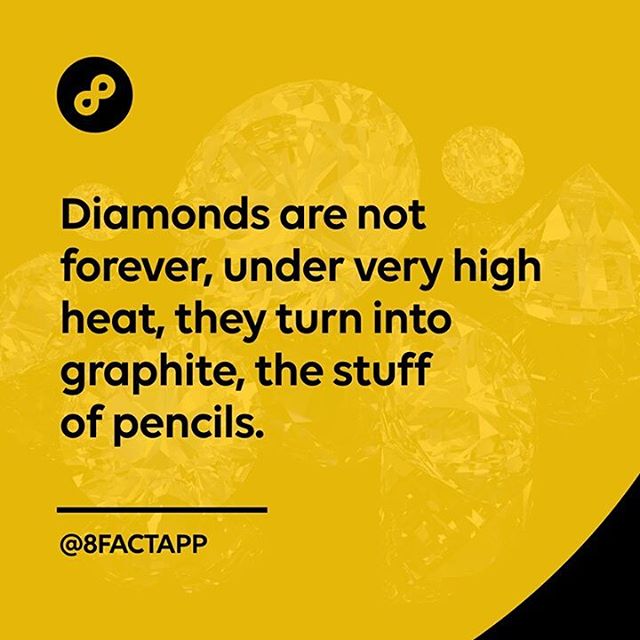 Diamonds are not
forever, under very high
heat, they turn into
graphite, the stuff
of pencils.
@8FACTAPP